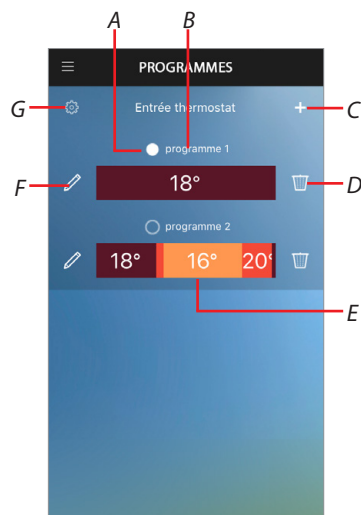 A B
PROGRAMMES
G Entrée thermostat + C
programme 1
F 18° D
programme 2
18° 16° 20°
E